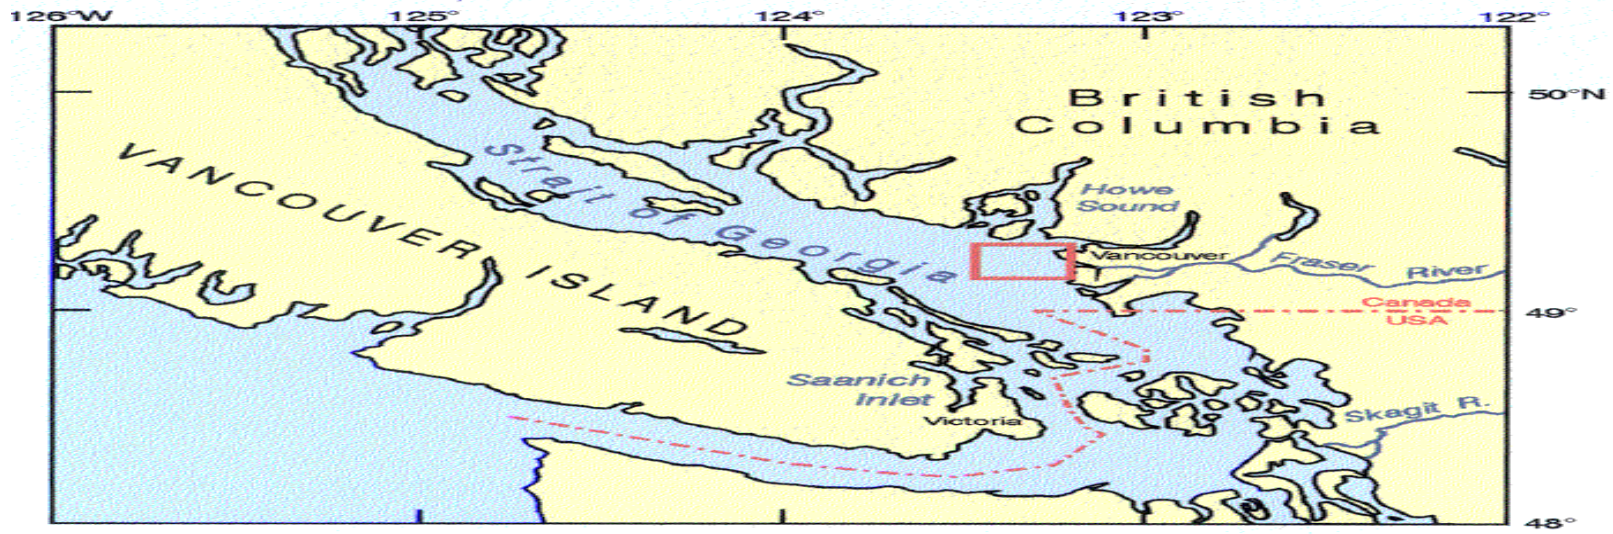 126°W 125° 124° 123° 122°
50°N
British
Columbia
VANCOUVER ISLAND
Strait of Georgia
Howe
Sound
Vancouver
Fraser River
Canada
USA
49°
Saanich
Inlet
Victoria
Skagit R.
48°